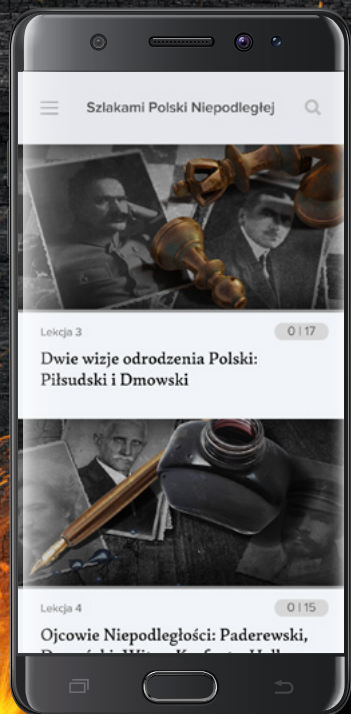 Szlakami Polski Niepodległej
Lekcja 3
0 | 17
Dwie wizje odrodzenia Polski:
Piłsudski i Dmowski
Lekcja 4
0 | 15
Ojcowie Niepodległości: Paderewski,